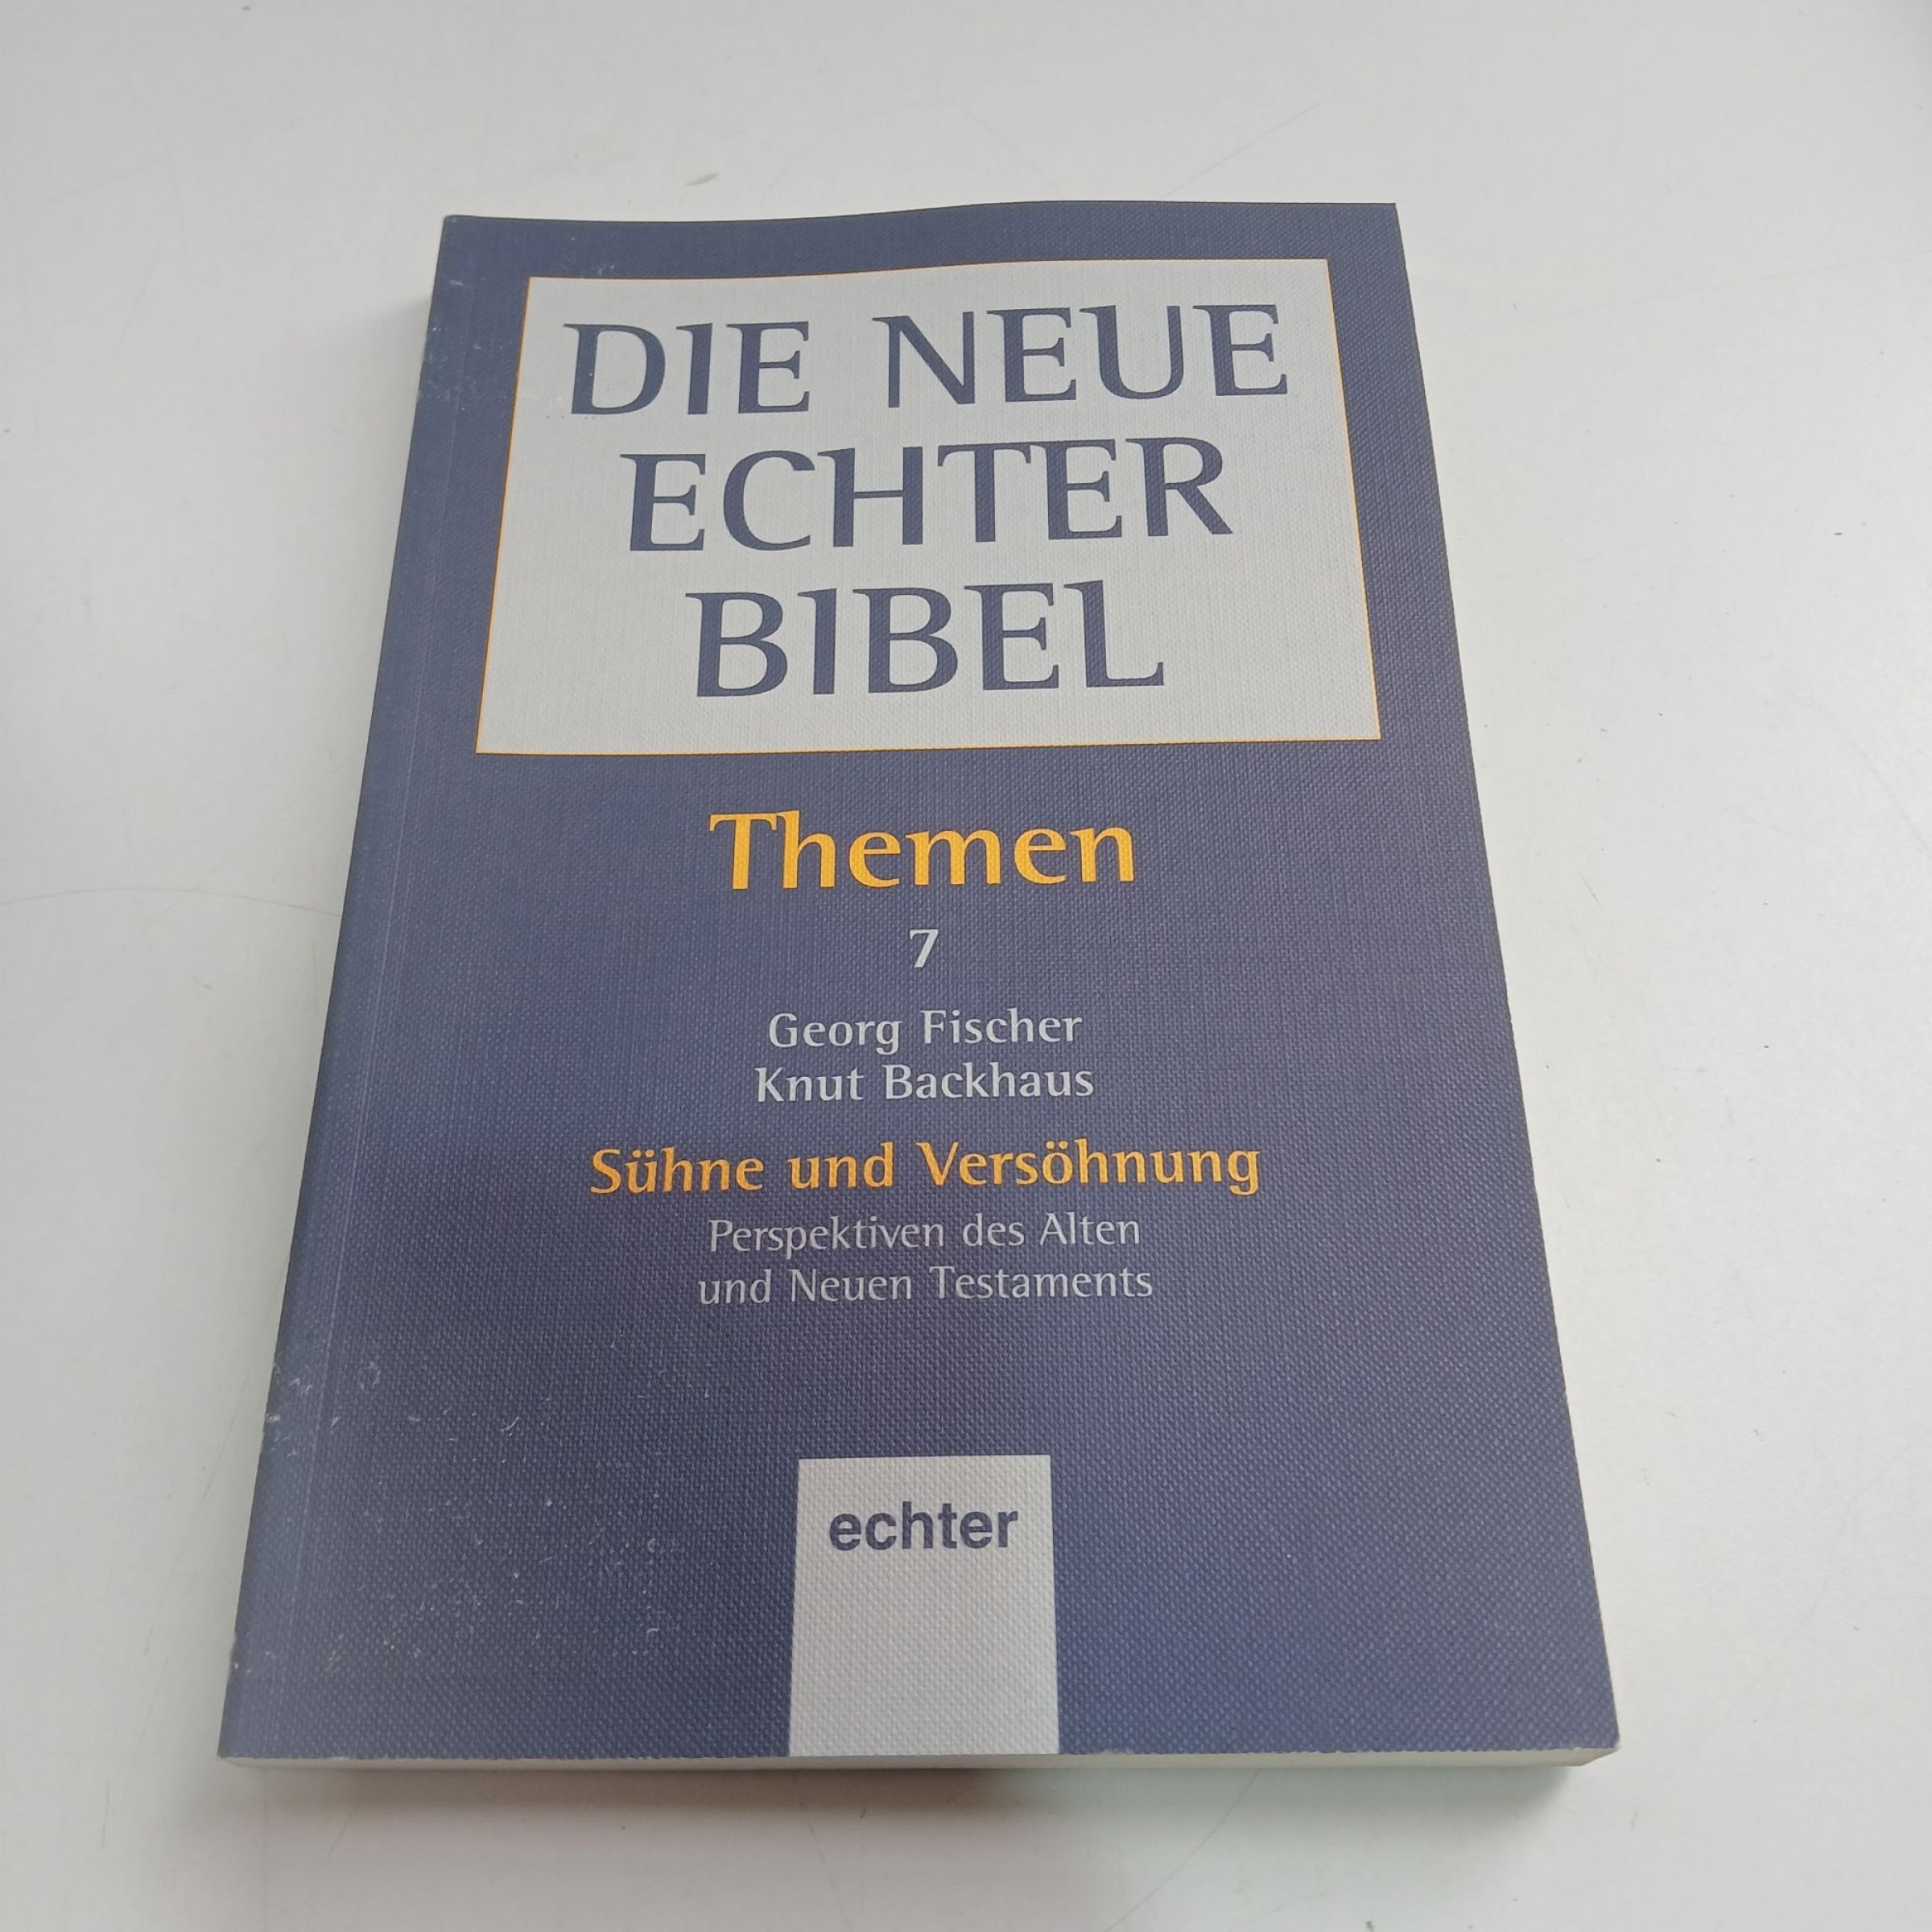 DIE NEUE
ECHTER
BIBEL
Themen
7
Georg Fischer
Knut Backhaus
Sühne und Versöhnung
Perspektiven des Alten
und Neuen Testaments
echter